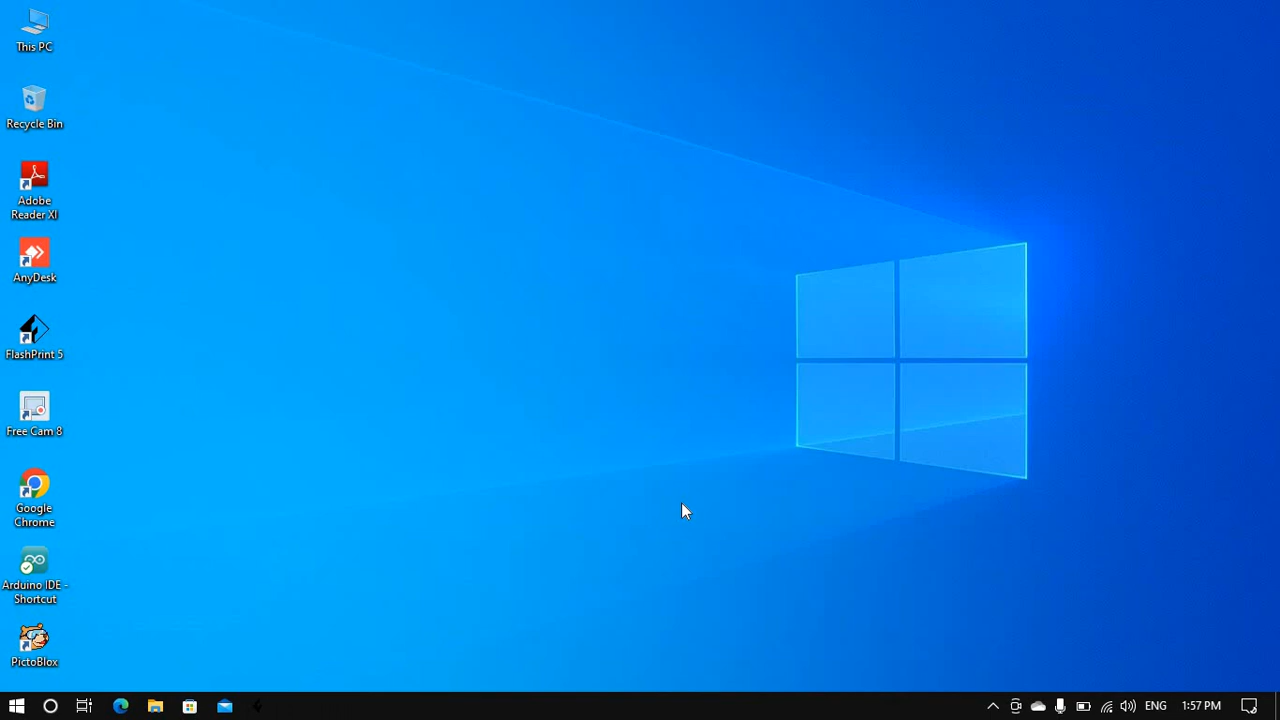 This PC
Recycle Bin
Adobe
Reader XI
AnyDesk
FlashPrint 5
Free Cam 8
Google
Chrome
Arduino IDE -
Shortcut
PictoBlox
ENG
1:57 PM